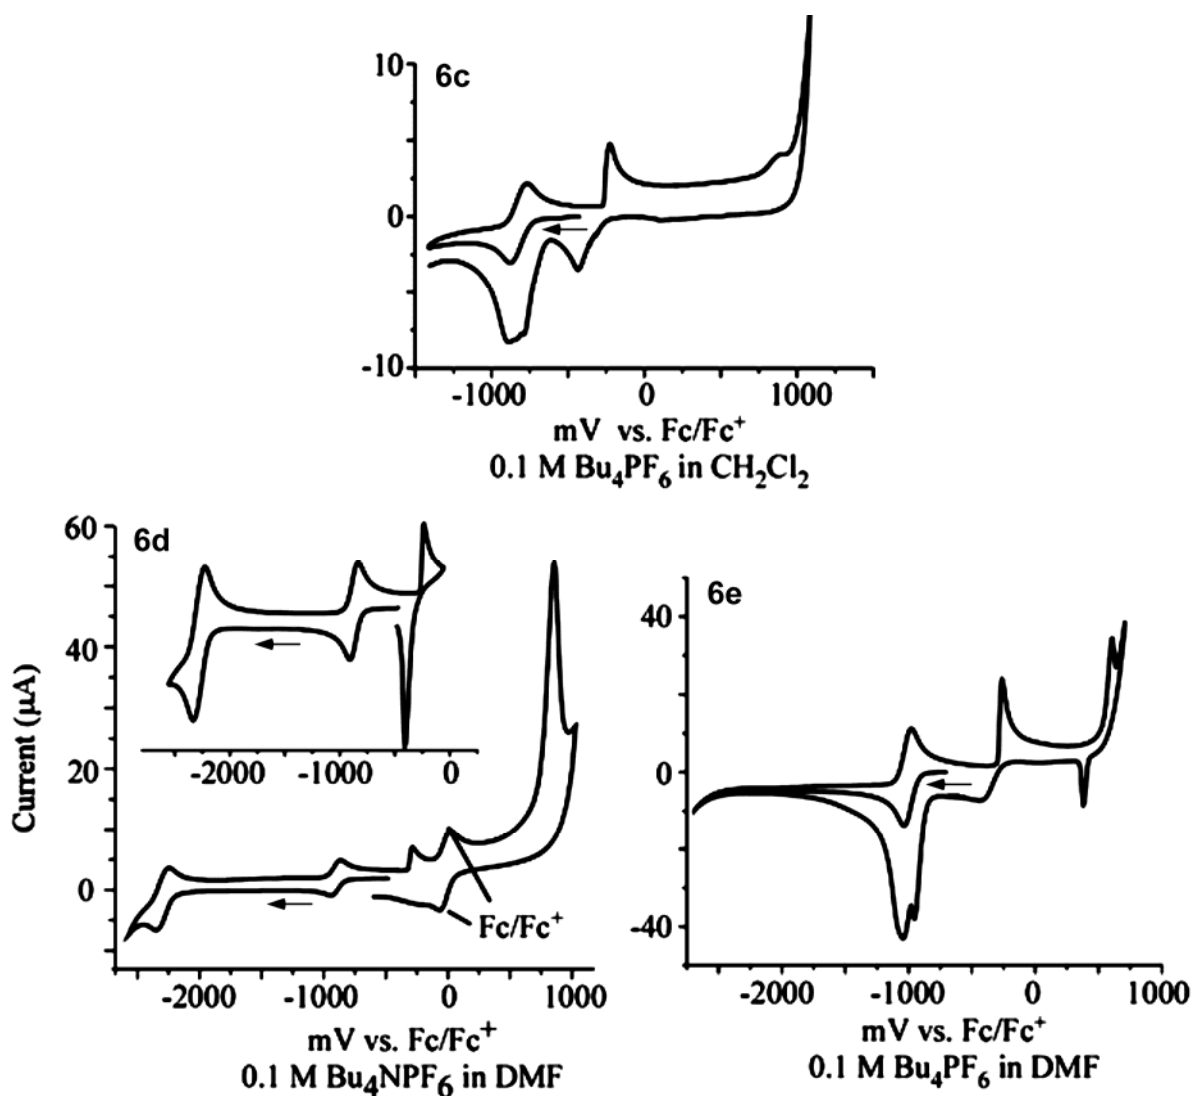 6c
10
0
-10
-1000 0 1000
mV vs. Fc/Fc⁺
0.1 M Bu₄PF₆ in CH₂Cl₂
6d
60
40
20
0
Current (μA)
-2000 -1000 0
Fc/Fc⁺
-2000 -1000 0 1000
mV vs. Fc/Fc⁺
0.1 M Bu₄NPF₆ in DMF
6e
40
0
-40
-2000 -1000 0 1000
mV vs. Fc/Fc⁺
0.1 M Bu₄PF₆ in DMF